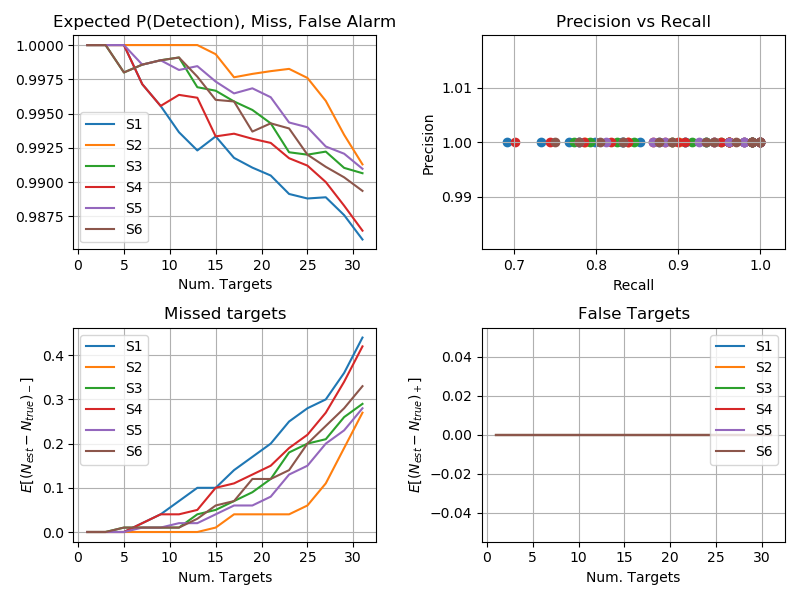 Expected P(Detection), Miss, False Alarm
1.0000
0.9975
0.9950
0.9925
0.9900
0.9875
S1
S2
S3
S4
S5
S6
0 5 10 15 20 25 30
Num. Targets
Precision vs Recall
Precision
1.01
1.00
0.99
0.7 0.8 0.9 1.0
Recall
Missed targets
E[(N_est − N_true)_−]
0.4
0.3
0.2
0.1
0.0
S1
S2
S3
S4
S5
S6
0 5 10 15 20 25 30
Num. Targets
False Targets
E[(N_est − N_true)_+]
0.04
0.02
0.00
−0.02
−0.04
S1
S2
S3
S4
S5
S6
0 5 10 15 20 25 30
Num. Targets